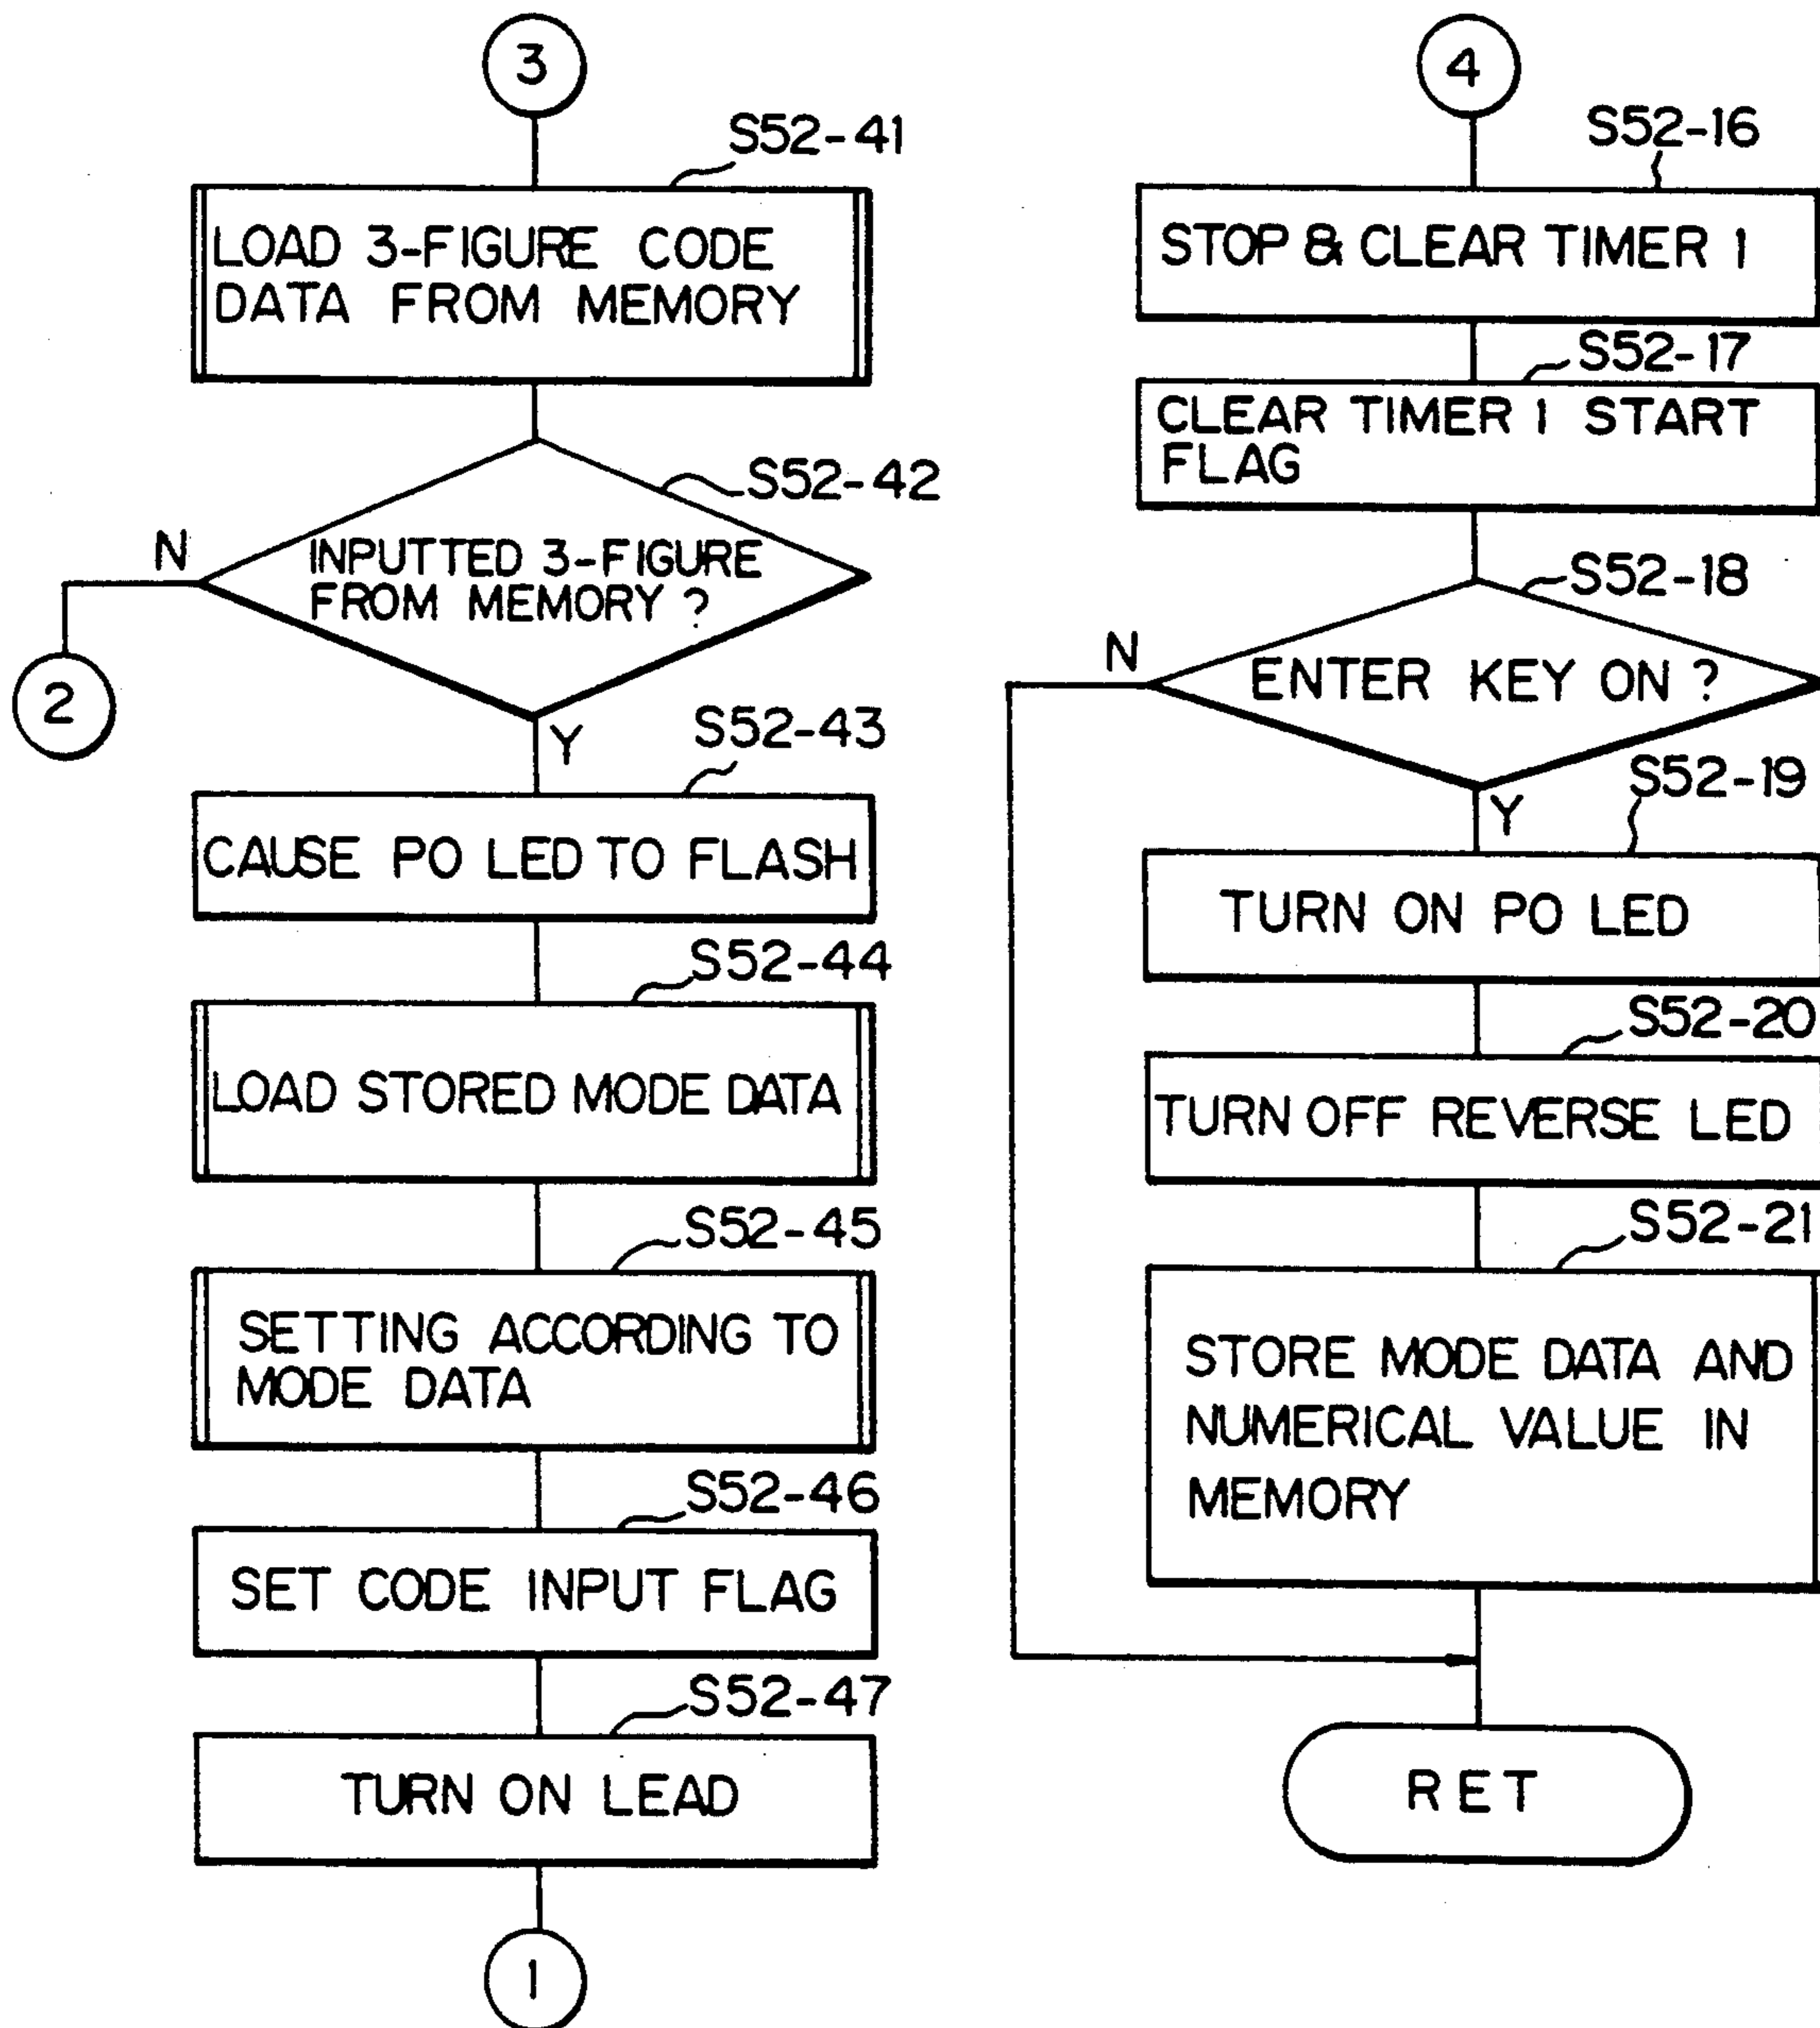 3
S52-41
LOAD 3-FIGURE CODE
DATA FROM MEMORY
S52-42
N
INPUTTED 3-FIGURE
FROM MEMORY ?
2
Y
S52-43
CAUSE PO LED TO FLASH
S52-44
LOAD STORED MODE DATA
S52-45
SETTING ACCORDING TO
MODE DATA
S52-46
SET CODE INPUT FLAG
S52-47
TURN ON LEAD
1
4
S52-16
STOP & CLEAR TIMER 1
S52-17
CLEAR TIMER 1 START
FLAG
S52-18
N
ENTER KEY ON ?
Y
S52-19
TURN ON PO LED
S52-20
TURN OFF REVERSE LED
S52-21
STORE MODE DATA AND
NUMERICAL VALUE IN
MEMORY
RET